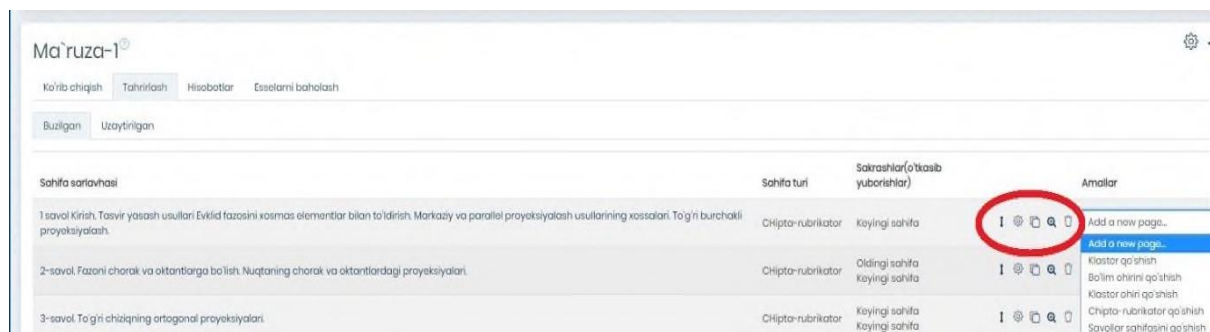 Ma`ruza-1
Ko'rib chiqish Tahrirlash Hisobotlar Esselarni baholash
Buzilgan Uzaytirilgan
Sahifa sarlavhasi Sahifa turi Sakrashlar(o'tkasib yuborishlar) Amallar
1 savol Kirish. Tasvir yasash usullari Evklid fazosini xosmas elementlar bilan to'ldirish. Markaziy va parallel proyeksiyalash usullarining xossalari. To'g'ri burchakli
proyeksiyalash.
CHipta-rubrikator Keyingi sahifa Add a new page...
Add a new page...
Klastor qo'shish
Bo'lim ohirini qo'shish
Klastor ohiri qo'shish
Chipta-rubrikator qo'shish
Savollar sahifasini qo'shish
2-savol. Fazoni chorak va oktantlarga bo'lish. Nuqtaning chorak va oktantlardagi proyeksiyalari.
CHipta-rubrikator Oldingi sahifa
Keyingi sahifa
3-savol. To'g'ri chiziqning ortogonal proyeksiyalari.
CHipta-rubrikator Keyingi sahifa
Keyingi sahifa